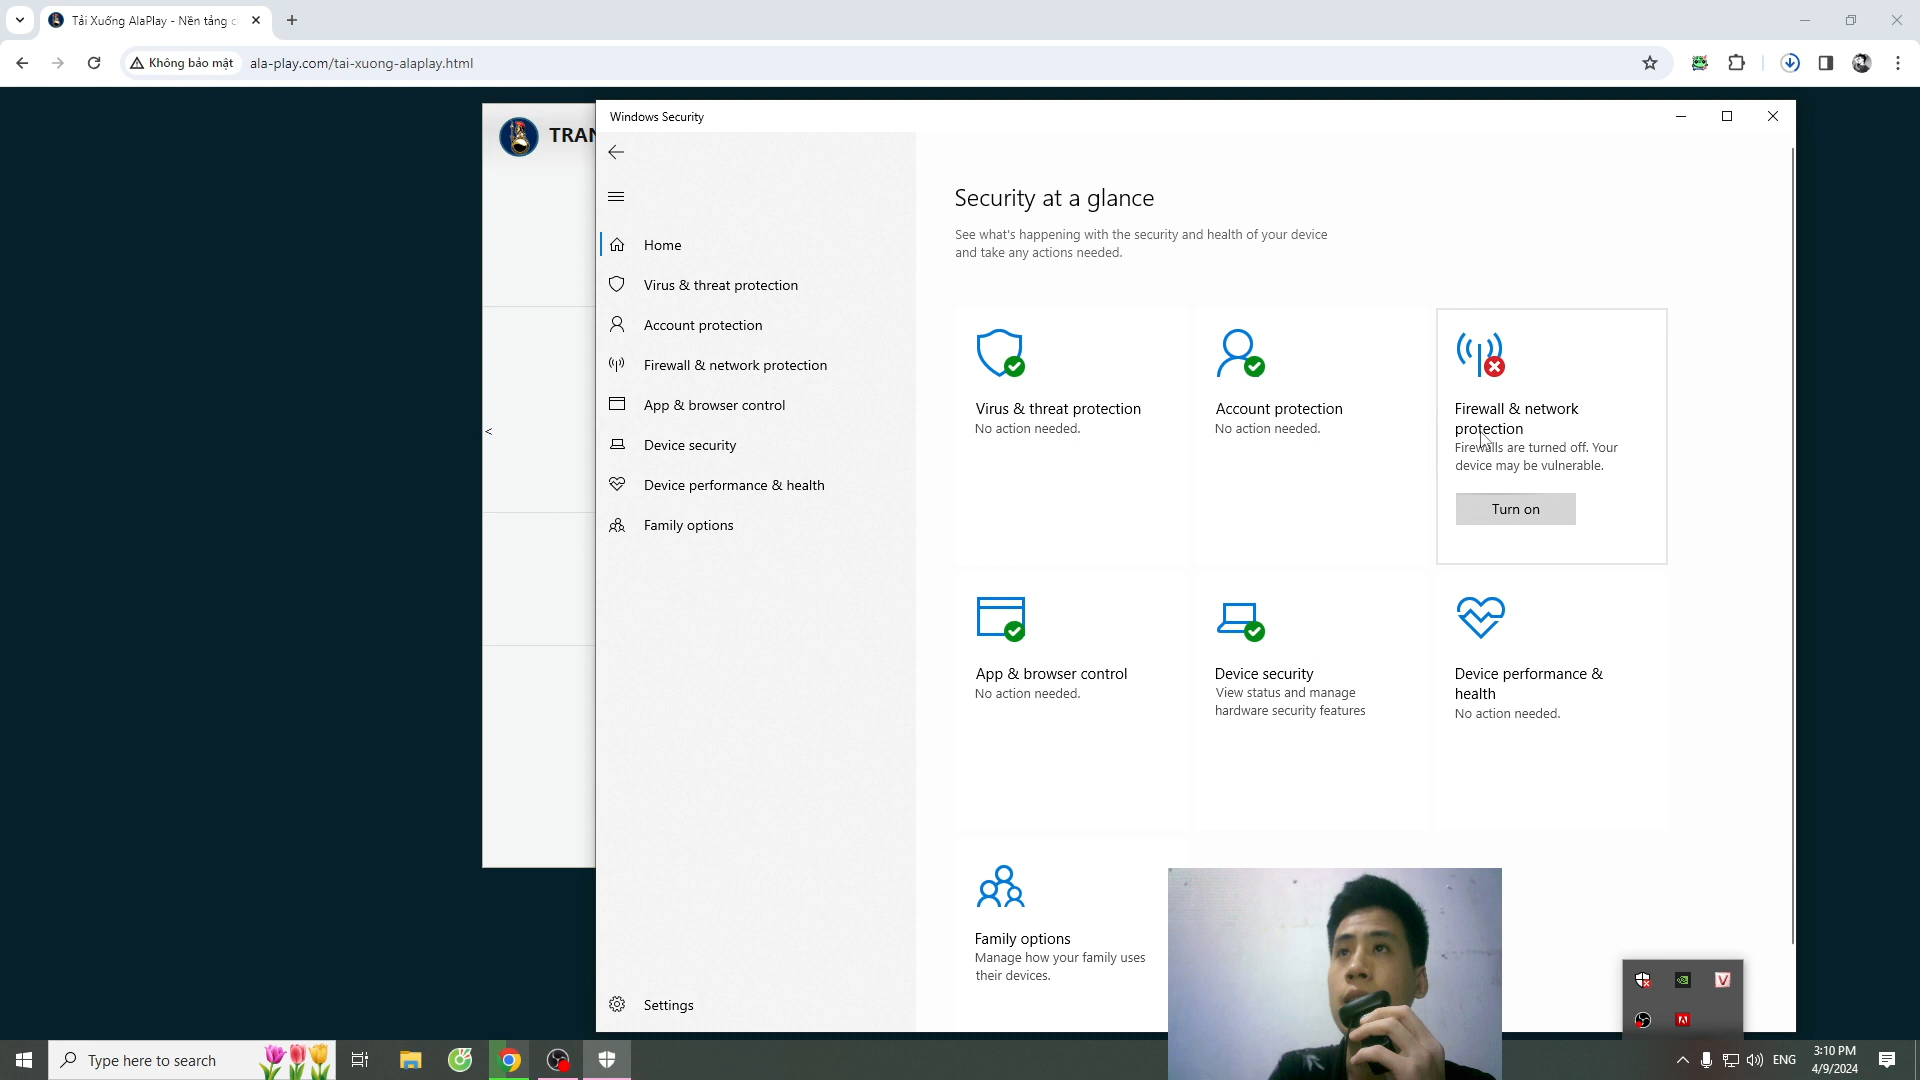 Tải Xuống AlaPlay - Nền tảng c
Không bảo mật
ala-play.com/tai-xuong-alaplay.html
TRAN
<
Windows Security
Home
Virus & threat protection
Account protection
Firewall & network protection
App & browser control
Device security
Device performance & health
Family options
Settings
Security at a glance
See what's happening with the security and health of your device
and take any actions needed.
Virus & threat protection
No action needed.
Account protection
No action needed.
Firewall & network
protection
Firewalls are turned off. Your
device may be vulnerable.
Turn on
App & browser control
No action needed.
Device security
View status and manage
hardware security features
Device performance &
health
No action needed.
Family options
Manage how your family uses
their devices.
Type here to search
ENG
3:10 PM
4/9/2024